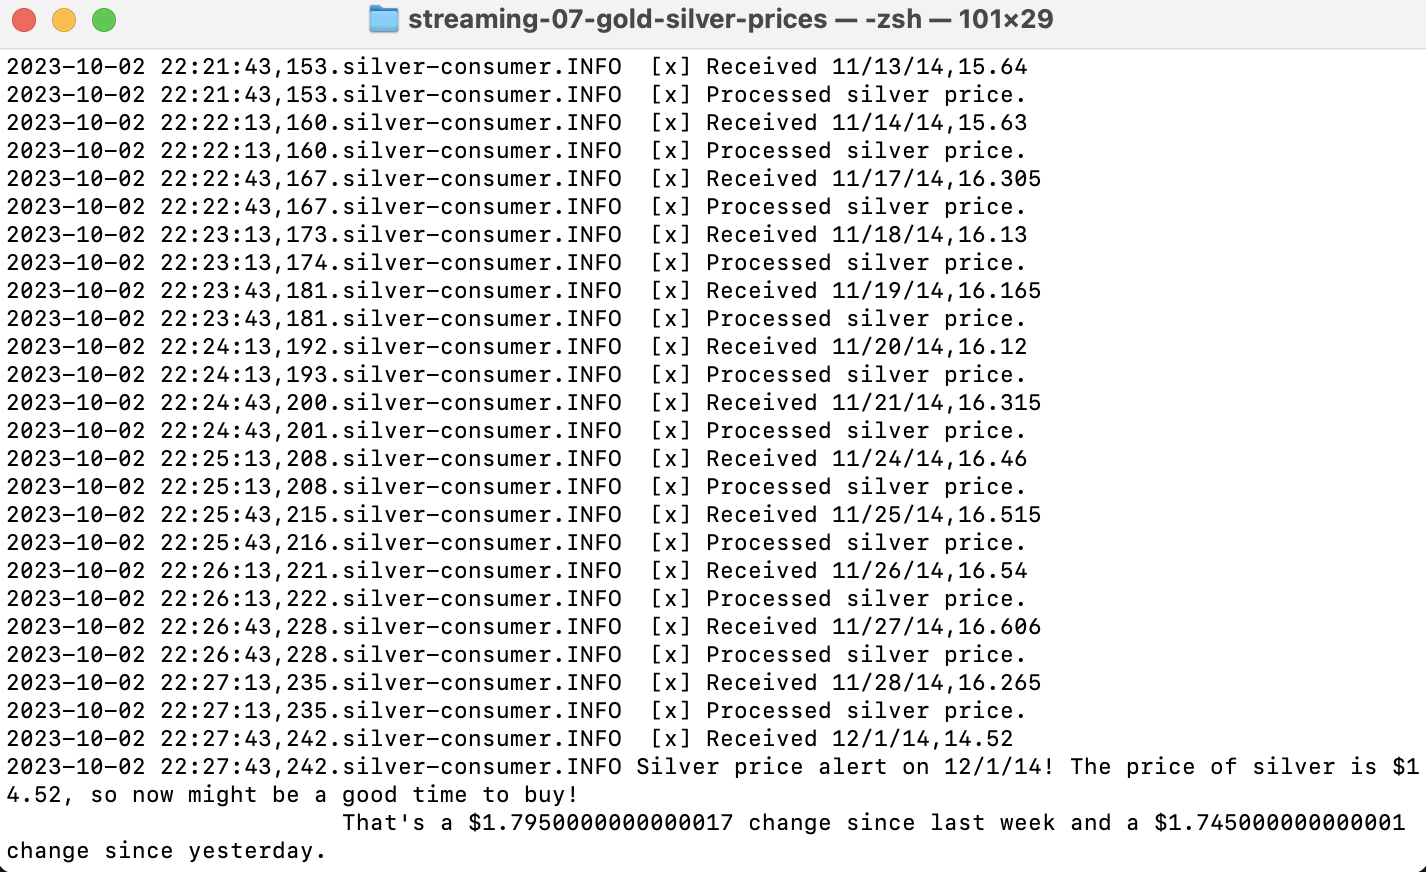 streaming-07-gold-silver-prices — -zsh — 101×29
2023-10-02 22:21:43,153.silver-consumer.INFO  [x] Received 11/13/14,15.64
2023-10-02 22:21:43,153.silver-consumer.INFO  [x] Processed silver price.
2023-10-02 22:22:13,160.silver-consumer.INFO  [x] Received 11/14/14,15.63
2023-10-02 22:22:13,160.silver-consumer.INFO  [x] Processed silver price.
2023-10-02 22:22:43,167.silver-consumer.INFO  [x] Received 11/17/14,16.305
2023-10-02 22:22:43,167.silver-consumer.INFO  [x] Processed silver price.
2023-10-02 22:23:13,173.silver-consumer.INFO  [x] Received 11/18/14,16.13
2023-10-02 22:23:13,174.silver-consumer.INFO  [x] Processed silver price.
2023-10-02 22:23:43,181.silver-consumer.INFO  [x] Received 11/19/14,16.165
2023-10-02 22:23:43,181.silver-consumer.INFO  [x] Processed silver price.
2023-10-02 22:24:13,192.silver-consumer.INFO  [x] Received 11/20/14,16.12
2023-10-02 22:24:13,193.silver-consumer.INFO  [x] Processed silver price.
2023-10-02 22:24:43,200.silver-consumer.INFO  [x] Received 11/21/14,16.315
2023-10-02 22:24:43,201.silver-consumer.INFO  [x] Processed silver price.
2023-10-02 22:25:13,208.silver-consumer.INFO  [x] Received 11/24/14,16.46
2023-10-02 22:25:13,208.silver-consumer.INFO  [x] Processed silver price.
2023-10-02 22:25:43,215.silver-consumer.INFO  [x] Received 11/25/14,16.515
2023-10-02 22:25:43,216.silver-consumer.INFO  [x] Processed silver price.
2023-10-02 22:26:13,221.silver-consumer.INFO  [x] Received 11/26/14,16.54
2023-10-02 22:26:13,222.silver-consumer.INFO  [x] Processed silver price.
2023-10-02 22:26:43,228.silver-consumer.INFO  [x] Received 11/27/14,16.606
2023-10-02 22:26:43,228.silver-consumer.INFO  [x] Processed silver price.
2023-10-02 22:27:13,235.silver-consumer.INFO  [x] Received 11/28/14,16.265
2023-10-02 22:27:13,235.silver-consumer.INFO  [x] Processed silver price.
2023-10-02 22:27:43,242.silver-consumer.INFO  [x] Received 12/1/14,14.52
2023-10-02 22:27:43,242.silver-consumer.INFO Silver price alert on 12/1/14! The price of silver is $1
4.52, so now might be a good time to buy!
That's a $1.7950000000000017 change since last week and a $1.745000000000001
change since yesterday.